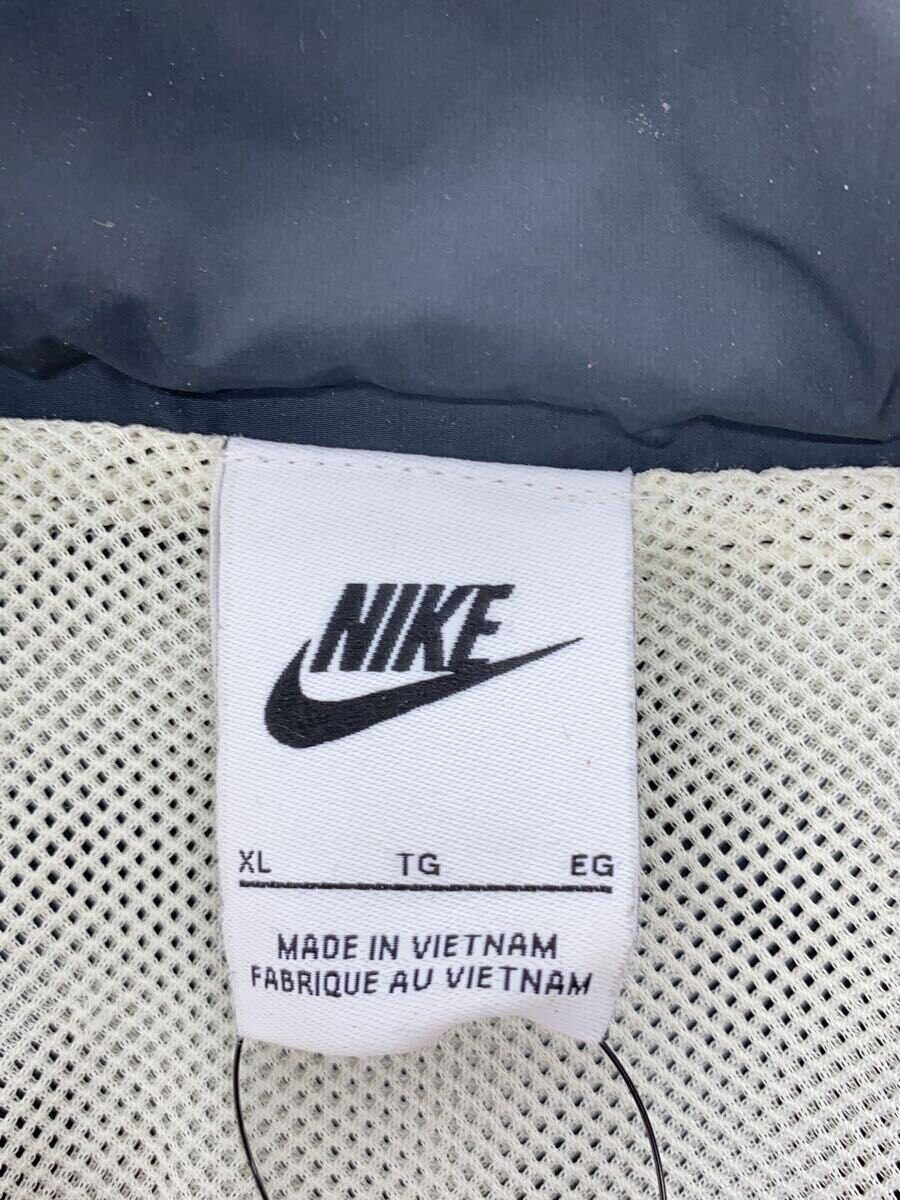 NIKE
XL TG EG
MADE IN VIETNAM
FABRIQUE AU VIETNAM